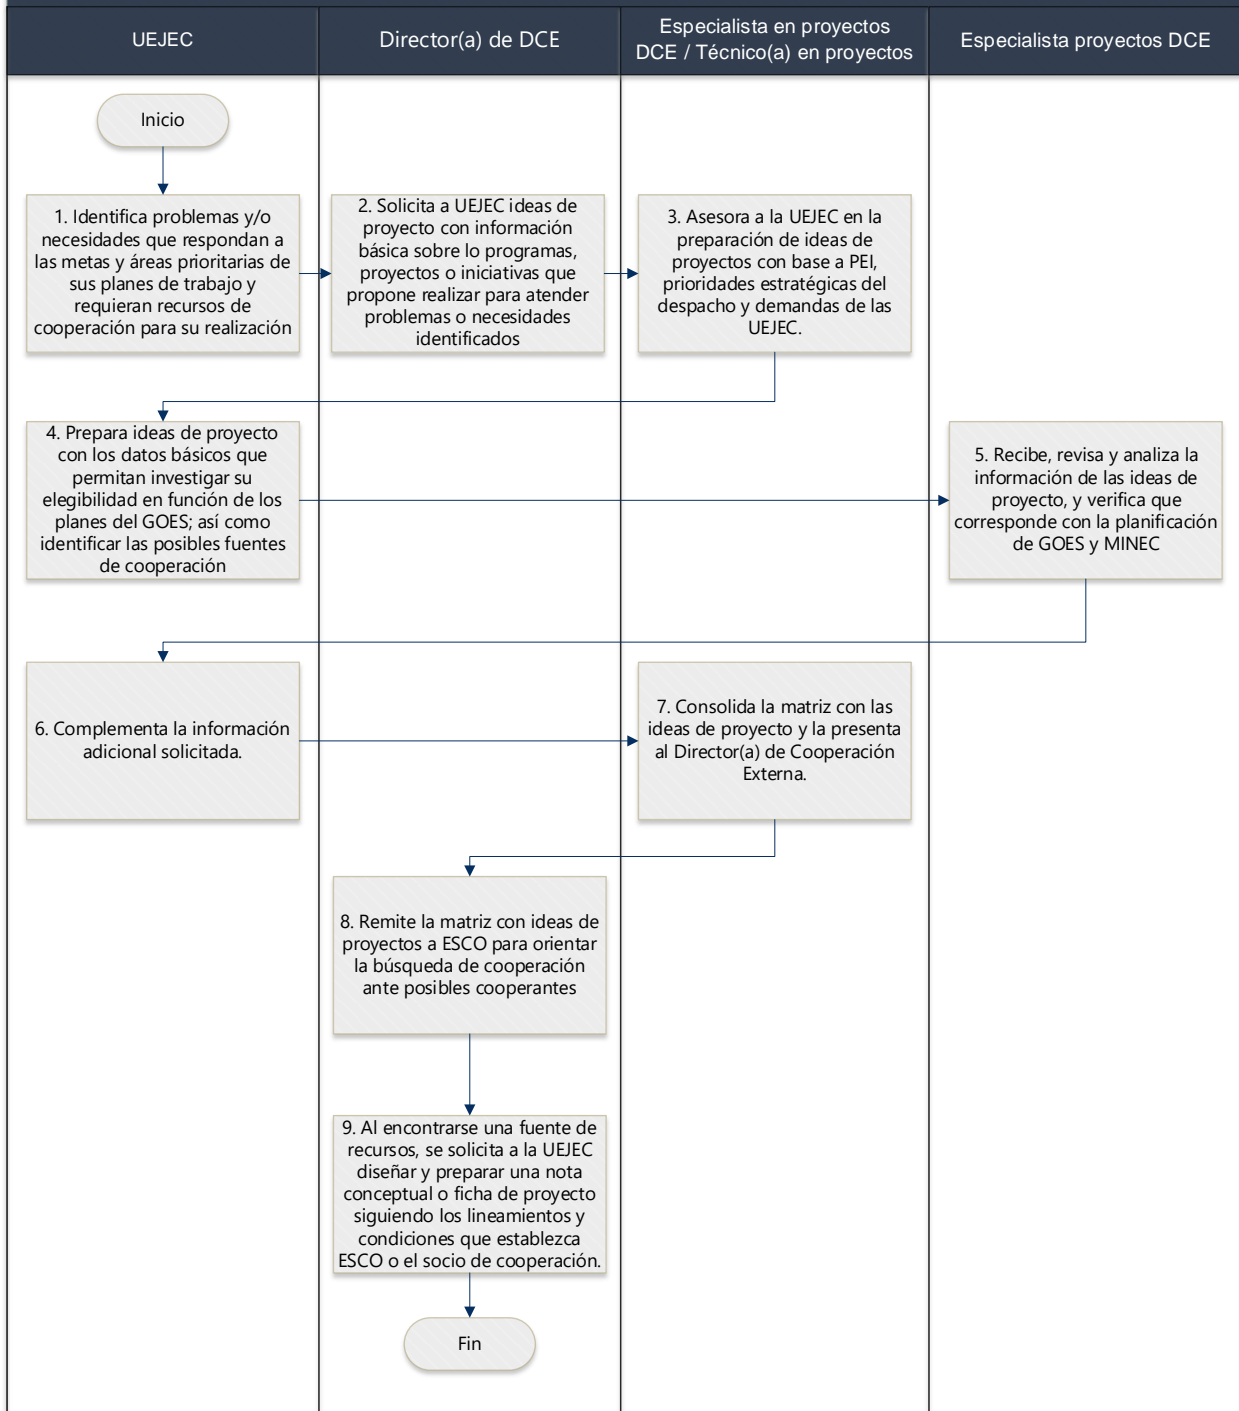 UEJEC
Director(a) de DCE
Especialista en proyectos
DCE / Técnico(a) en proyectos
Especialista proyectos DCE
Inicio
1. Identifica problemas y/o
necesidades que respondan a
las metas y áreas prioritarias de
sus planes de trabajo y
requieran recursos de
cooperación para su realización
2. Solicita a UEJEC ideas de
proyecto con información
básica sobre lo programas,
proyectos o iniciativas que
propone realizar para atender
problemas o necesidades
identificados
3. Asesora a la UEJEC en la
preparación de ideas de
proyectos con base a PEI,
prioridades estratégicas del
despacho y demandas de las
UEJEC.
4. Prepara ideas de proyecto
con los datos básicos que
permitan investigar su
elegibilidad en función de los
planes del GOES; así como
identificar las posibles fuentes
de cooperación
5. Recibe, revisa y analiza la
información de las ideas de
proyecto, y verifica que
corresponde con la planificación
de GOES y MINEC
6. Complementa la información
adicional solicitada.
7. Consolida la matriz con las
ideas de proyecto y la presenta
al Director(a) de Cooperación
Externa.
8. Remite la matriz con ideas de
proyectos a ESCO para orientar
la búsqueda de cooperación
ante posibles cooperantes
9. Al encontrarse una fuente de
recursos, se solicita a la UEJEC
diseñar y preparar una nota
conceptual o ficha de proyecto
siguiendo los lineamientos y
condiciones que establezca
ESCO o el socio de cooperación.
Fin